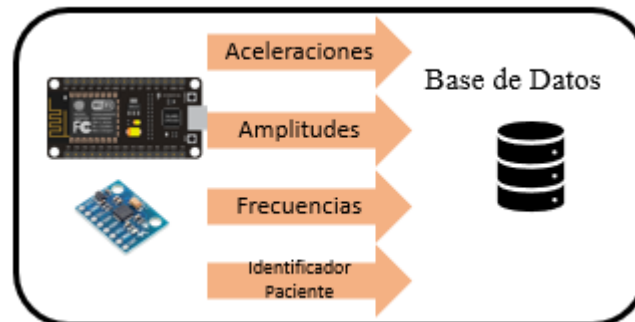 Aceleraciones
Base de Datos
Amplitudes
Frecuencias
Identificador
Paciente